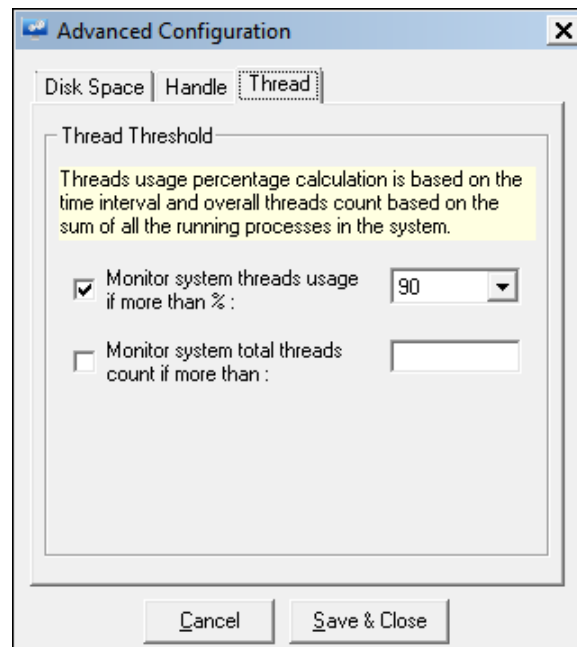 Advanced Configuration
Disk Space Handle Thread
Thread Threshold
Threads usage percentage calculation is based on the
time interval and overall threads count based on the
sum of all the running processes in the system.
Monitor system threads usage 90
if more than % :
Monitor system total threads
count if more than :
Cancel Save & Close